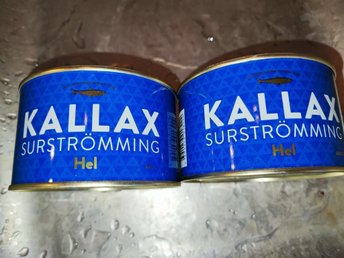 KALLAX
SURSTRÖMMING
Hel
KALLAX
SURSTRÖMMING
Hel